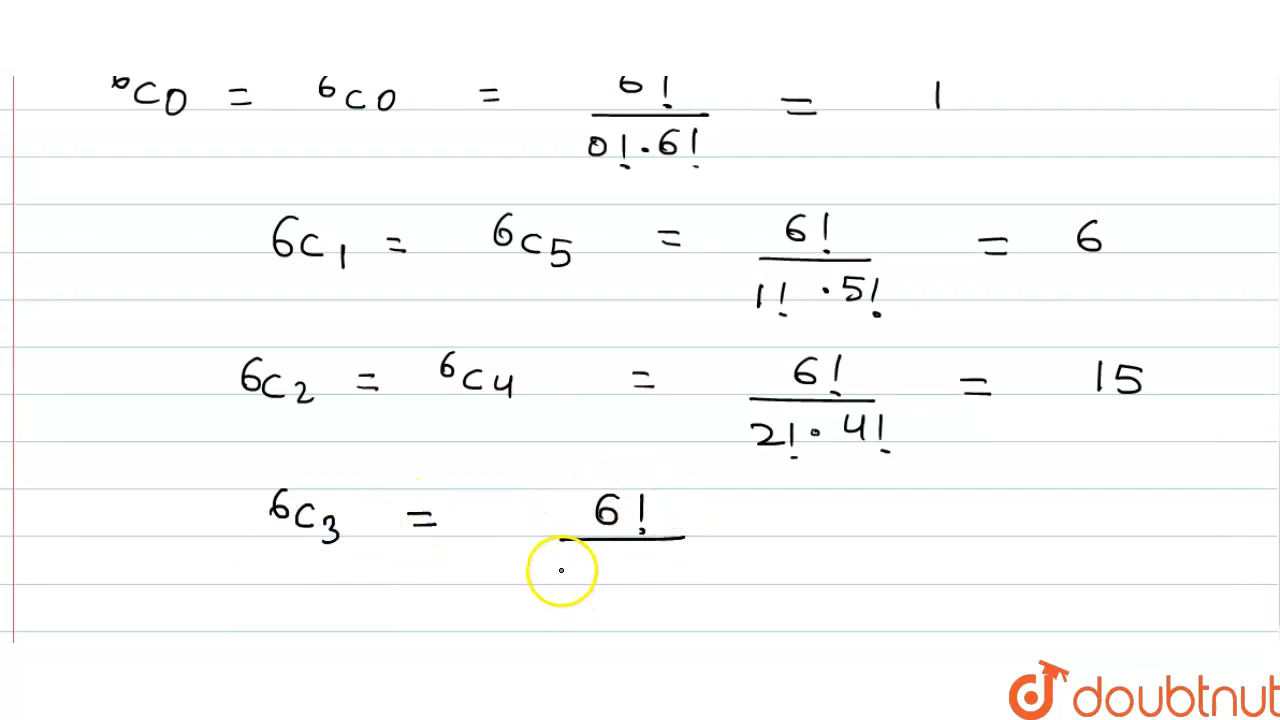 ⁶C0 = ⁶C0 = 6! / 0! · 6! = 1
6C₁ = ⁶C₅ = 6! / 1! · 5! = 6
6C₂ = ⁶C₄ = 6! / 2! · 4! = 15
⁶C₃ = 6! /
doubtnut